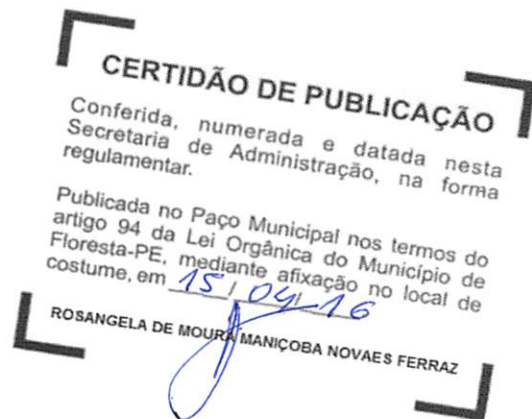 CERTIDÃO DE PUBLICAÇÃO
Conferida, numerada e datada nesta
Secretaria de Administração, na forma
regulamentar.
Publicada no Paço Municipal nos termos do
artigo 94 da Lei Orgânica do Município de
Floresta-PE, mediante afixação no local de
costume, em 15 / 04 / 16
ROSANGELA DE MOURA MANIÇOBA NOVAES FERRAZ